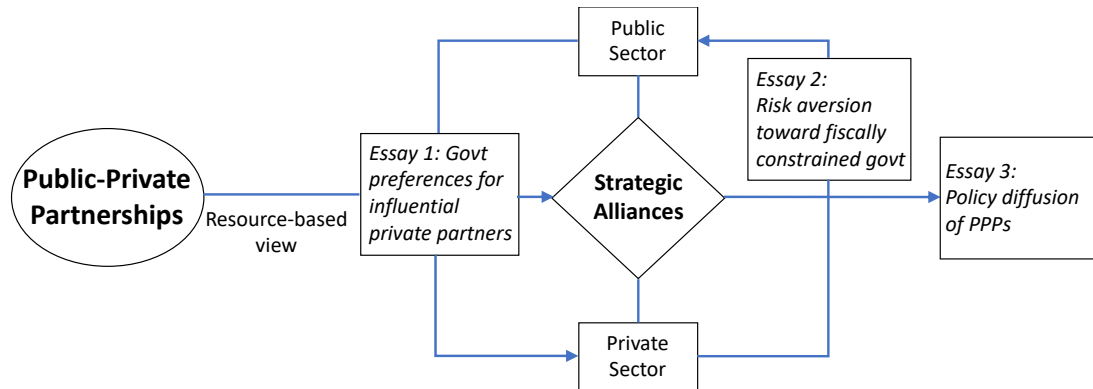 Public
Sector
Essay 2:
Risk aversion
toward fiscally
constrained govt
Essay 1: Govt
preferences for
influential
private partners
Public-Private
Partnerships
Resource-based
view
Strategic
Alliances
Essay 3:
Policy diffusion
of PPPs
Private
Sector